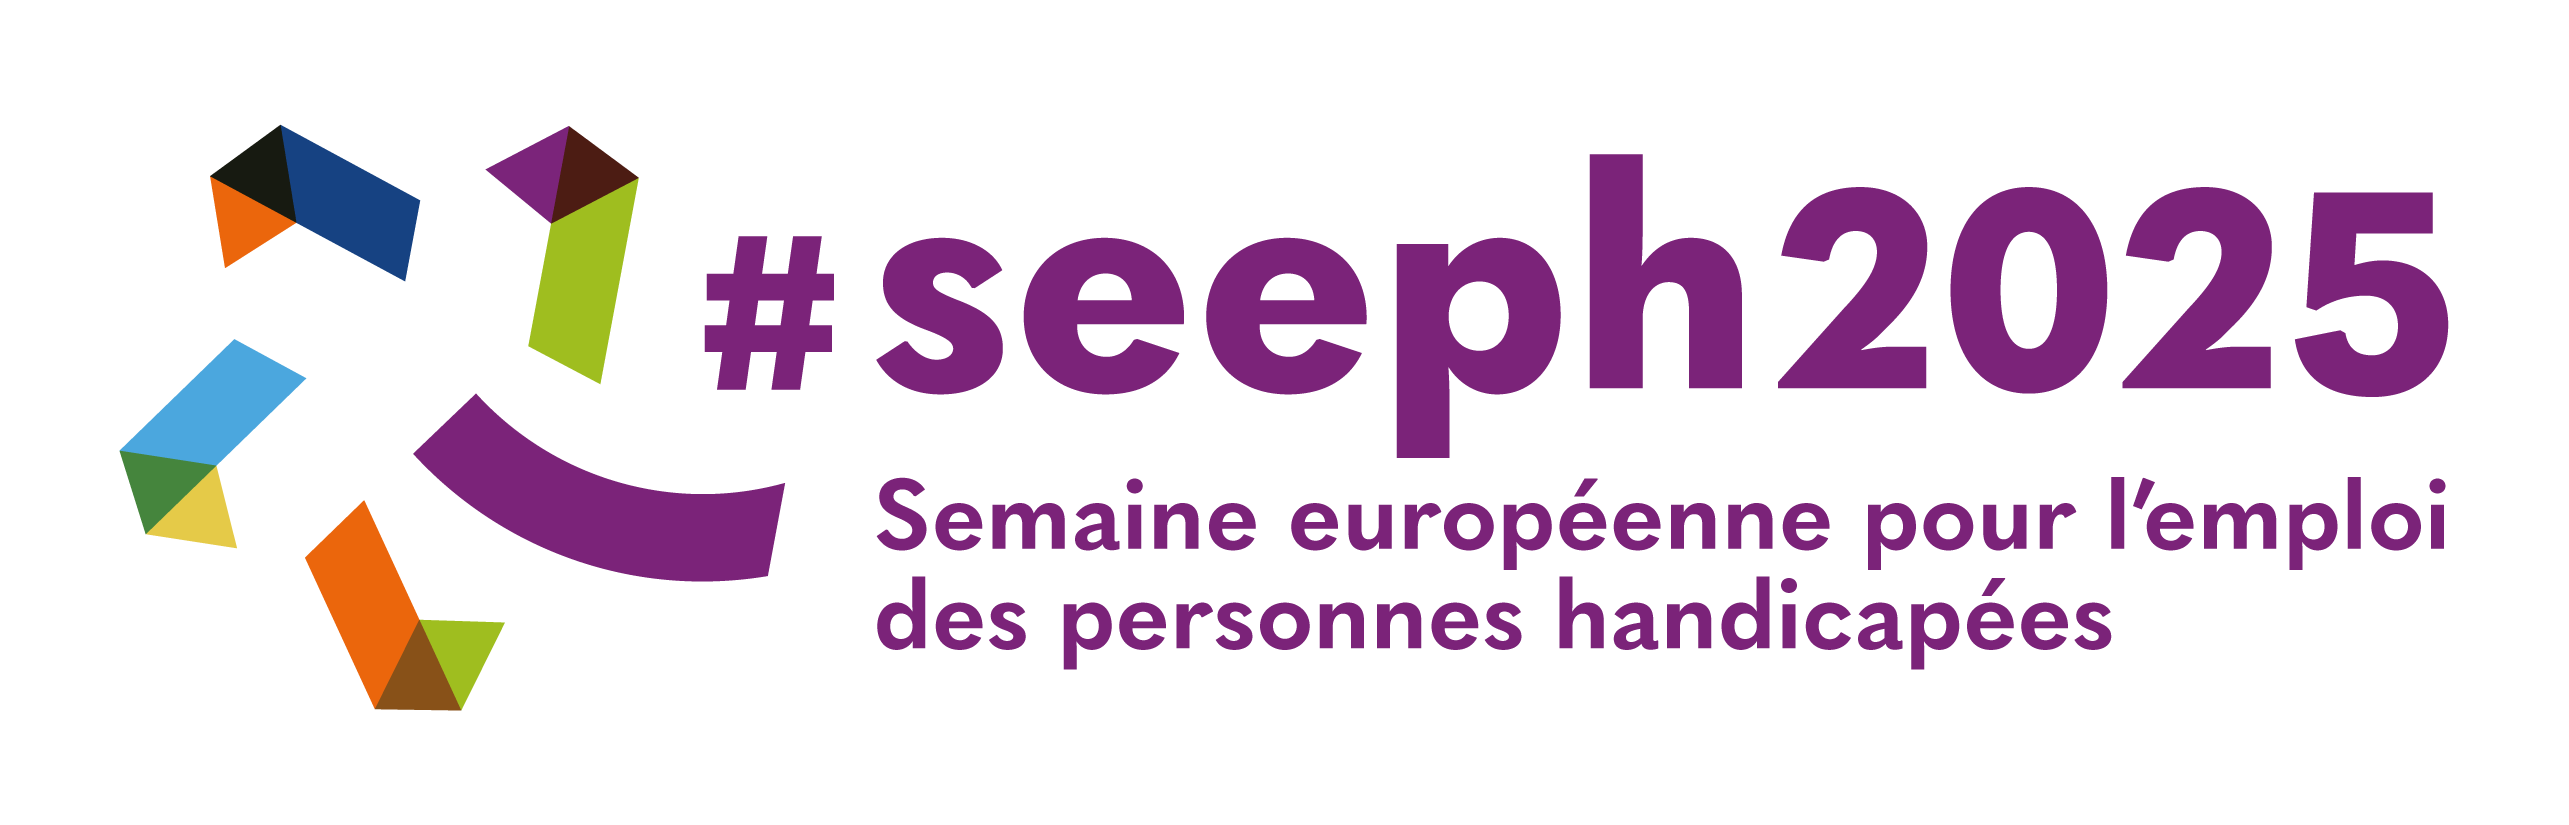 #seeph2025
Semaine européenne pour l’emploi
des personnes handicapées